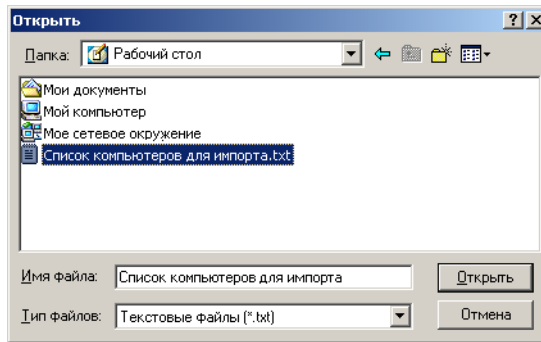 Открыть
Папка: Рабочий стол
Мои документы
Мой компьютер
Мое сетевое окружение
Список компьютеров для импорта.txt
Имя файла: Список компьютеров для импорта Открыть
Тип файлов: Текстовые файлы (*.txt) Отмена